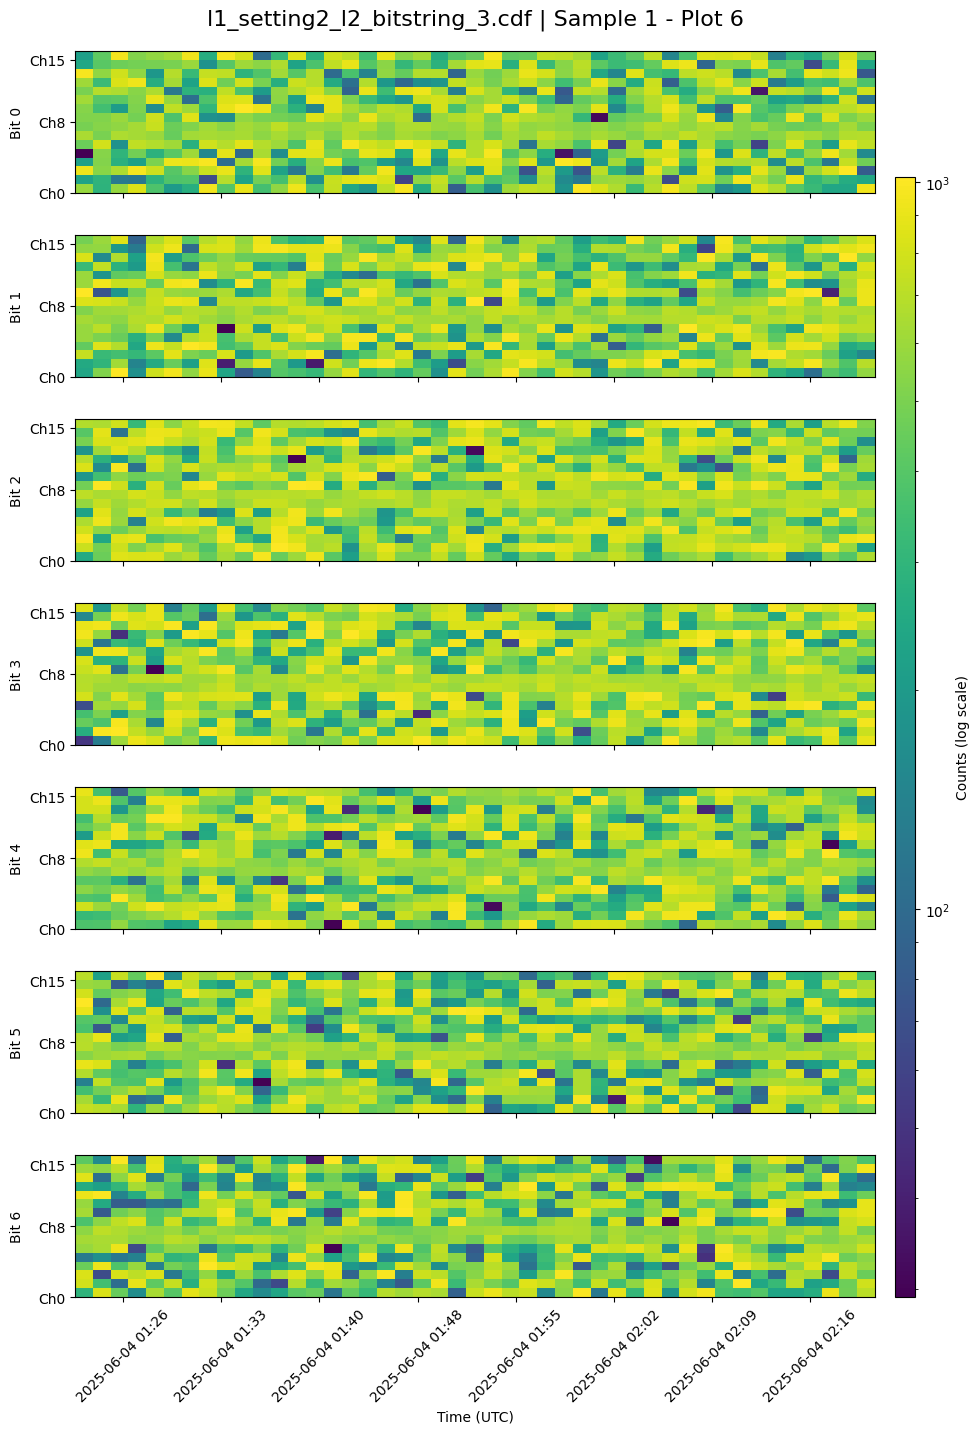 l1_setting2_l2_bitstring_3.cdf | Sample 1 - Plot 6
Ch15
Ch8
Ch0
Bit 0
Ch15
Ch8
Ch0
Bit 1
Ch15
Ch8
Ch0
Bit 2
Ch15
Ch8
Ch0
Bit 3
Ch15
Ch8
Ch0
Bit 4
Ch15
Ch8
Ch0
Bit 5
Ch15
Ch8
Ch0
Bit 6
2025-06-04 01:26
2025-06-04 01:33
2025-06-04 01:40
2025-06-04 01:48
2025-06-04 01:55
2025-06-04 02:02
2025-06-04 02:09
2025-06-04 02:16
Time (UTC)
10³
10²
Counts (log scale)